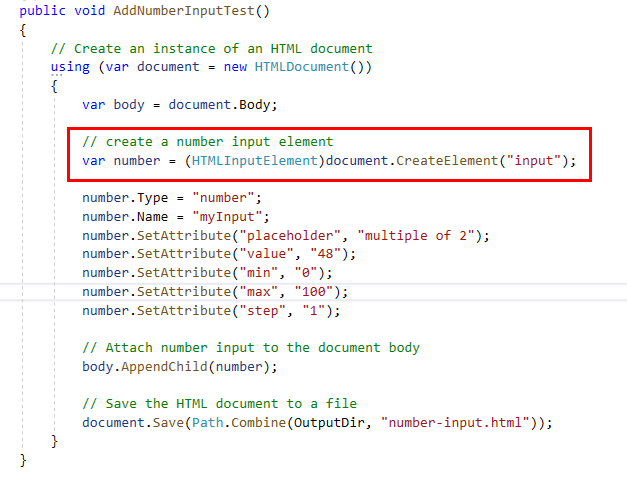 public void AddNumberInputTest()
{
// Create an instance of an HTML document
using (var document = new HTMLDocument())
{
var body = document.Body;
// create a number input element
var number = (HTMLInputElement)document.CreateElement("input");
number.Type = "number";
number.Name = "myInput";
number.SetAttribute("placeholder", "multiple of 2");
number.SetAttribute("value", "48");
number.SetAttribute("min", "0");
number.SetAttribute("max", "100");
number.SetAttribute("step", "1");
// Attach number input to the document body
body.AppendChild(number);
// Save the HTML document to a file
document.Save(Path.Combine(OutputDir, "number-input.html"));
}
}